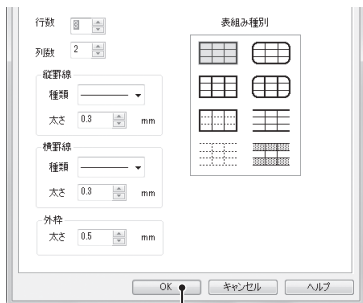 行数
列数 2
表組み種別
縦罫線
種類
太さ 0.3 mm
横罫線
種類
太さ 0.3 mm
外枠
太さ 0.5 mm
OK キャンセル ヘルプ